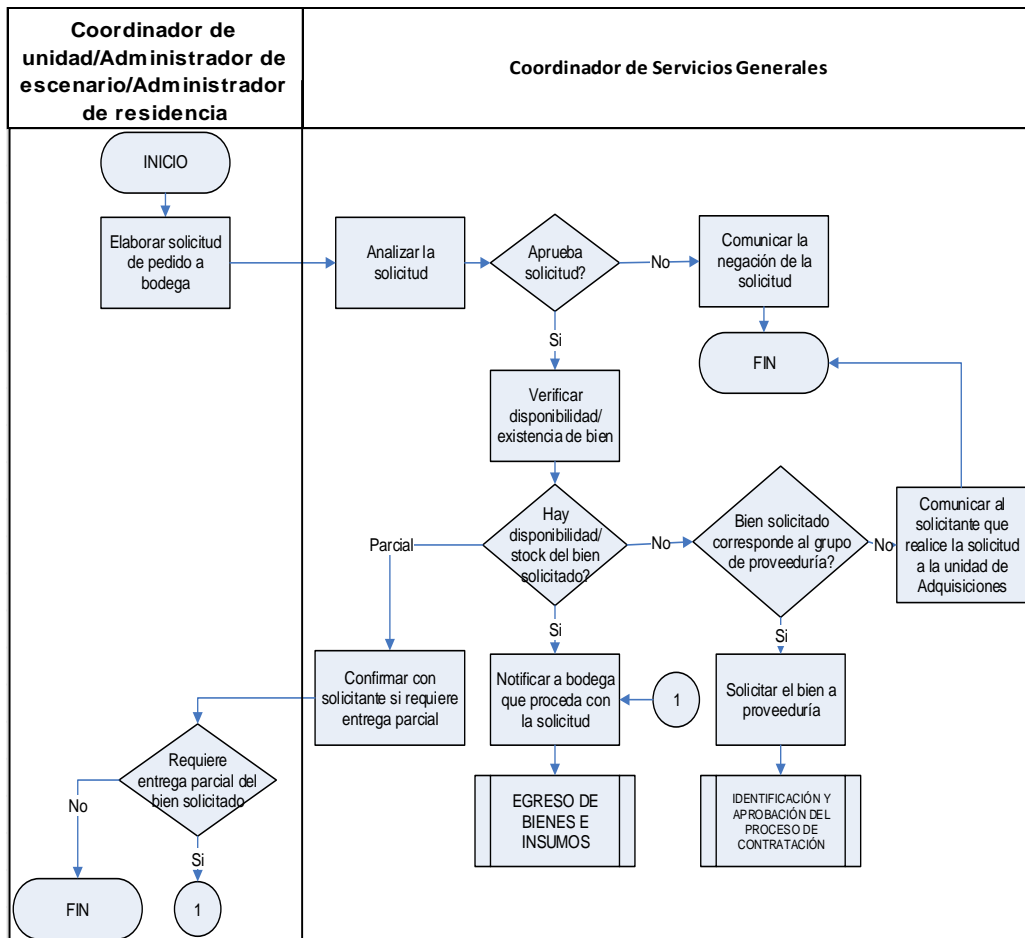 Coordinador de
unidad/Administrador de
escenario/Administrador
de residencia
Coordinador de Servicios Generales
INICIO
Elaborar solicitud
de pedido a
bodega
Analizar la
solicitud
Aprueba
solicitud?
No
Comunicar la
negación de la
solicitud
Si
FIN
Verificar
disponibilidad/
existencia de bien
Hay
disponibilidad/
stock del bien
solicitado?
Parcial
No
Bien solicitado
corresponde al grupo
de proveeduría?
No
Comunicar al
solicitante que
realice la solicitud
a la unidad de
Adquisiciones
Si
Si
Confirmar con
solicitante si requiere
entrega parcial
Notificar a bodega
que proceda con
la solicitud
1
Solicitar el bien a
proveeduría
Requiere
entrega parcial del
bien solicitado
No
Si
EGRESO DE
BIENES E
INSUMOS
IDENTIFICACIÓN Y
APROBACIÓN DEL
PROCESO DE
CONTRATACIÓN
FIN
1